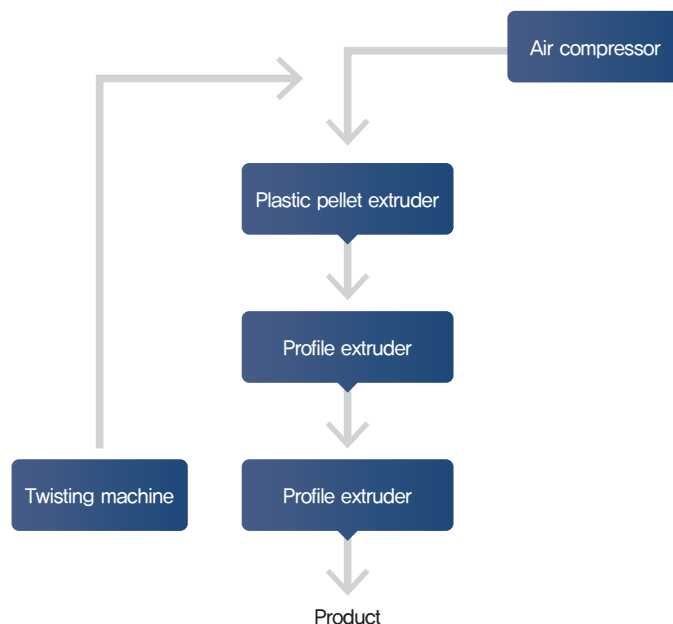 Air compressor
Plastic pellet extruder
Profile extruder
Twisting machine
Profile extruder
Product